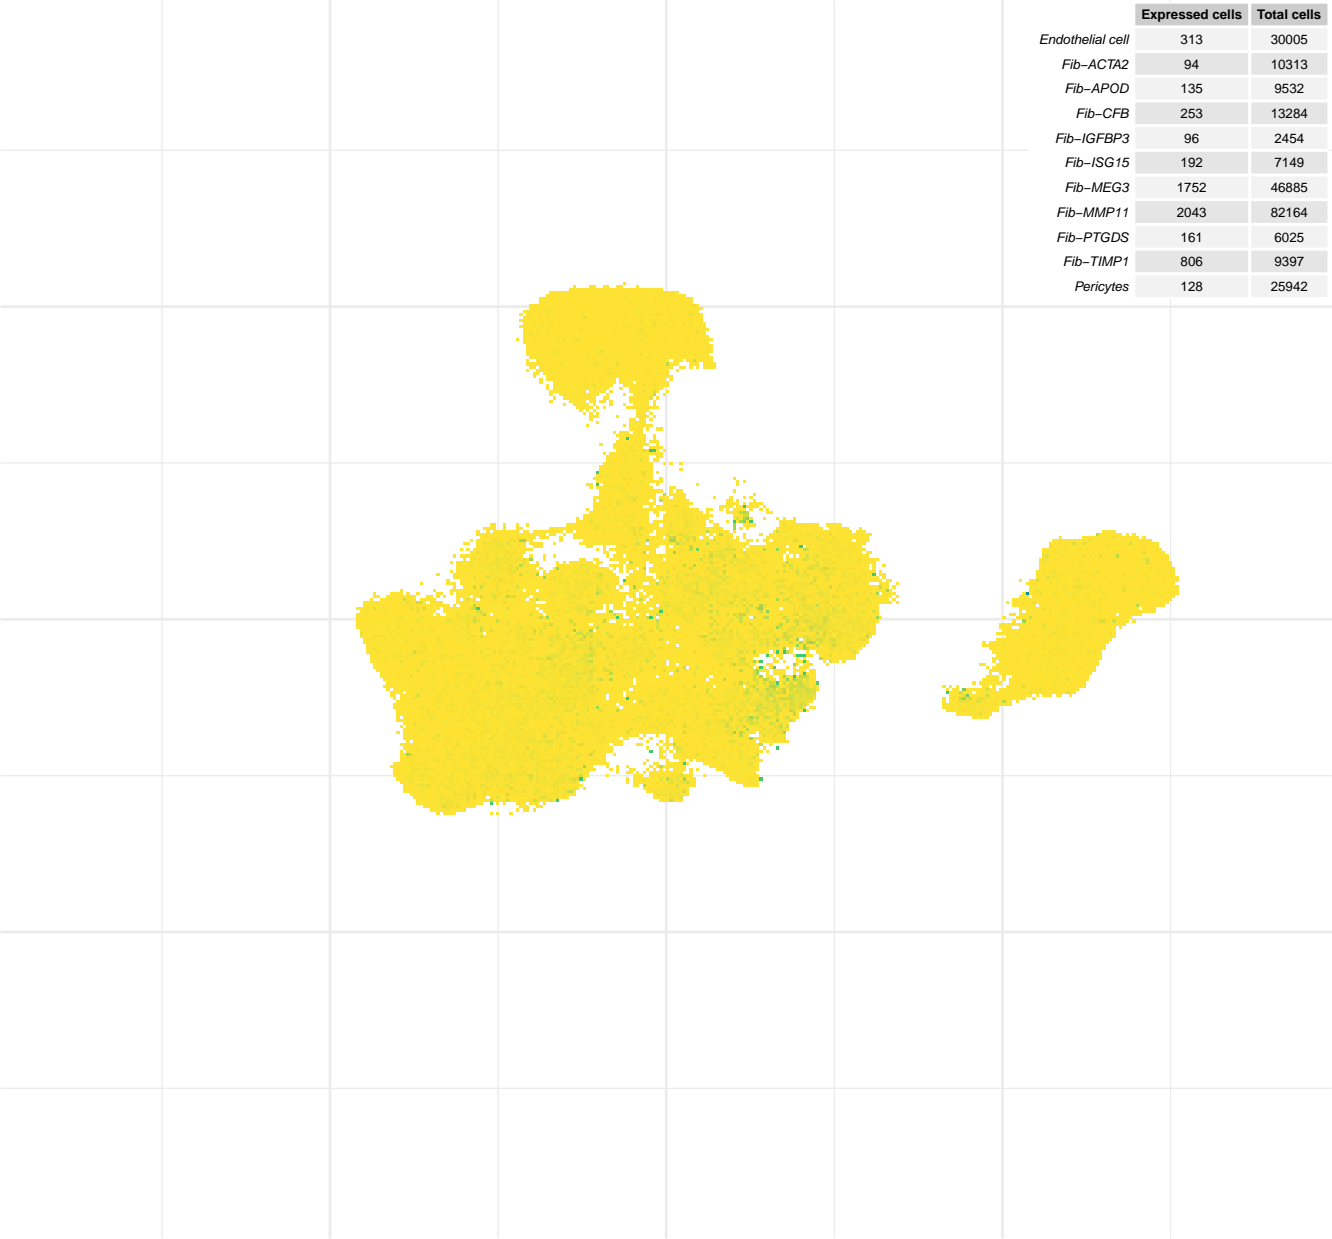 Expressed cells Total cells
Endothelial cell 313 30005
Fib−ACTA2 94 10313
Fib−APOD 135 9532
Fib−CFB 253 13284
Fib−IGFBP3 96 2454
Fib−ISG15 192 7149
Fib−MEG3 1752 46885
Fib−MMP11 2043 82164
Fib−PTGDS 161 6025
Fib−TIMP1 806 9397
Pericytes 128 25942